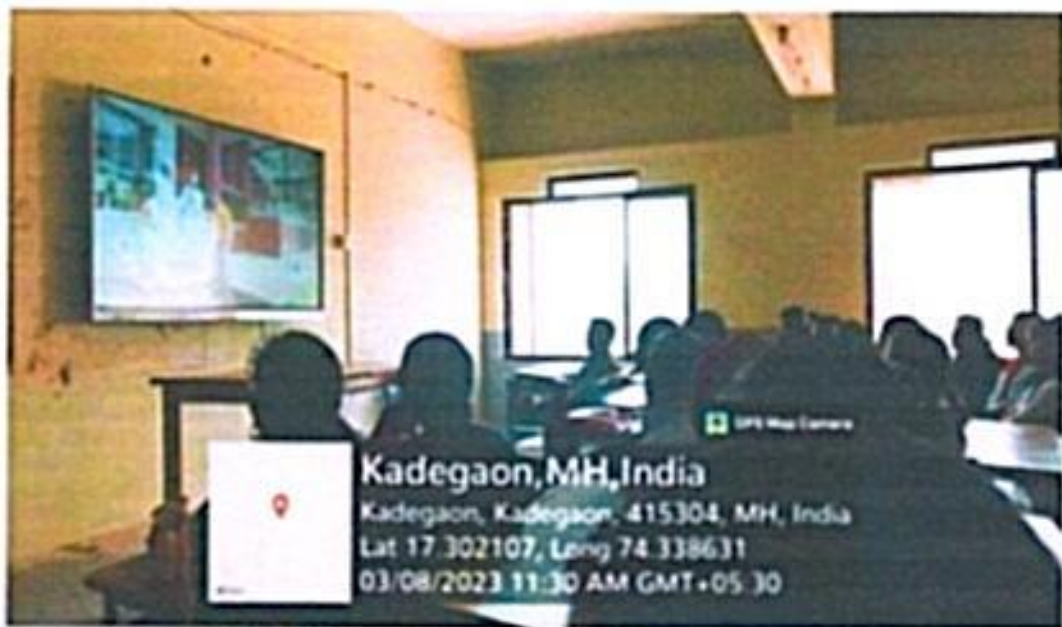 GPS Map Camera
Kadegaon,MH,India
Kadegaon, Kadegaon, 415304, MH, India
Lat 17.302107, Long 74.338631
03/08/2023 11:30 AM GMT+05:30